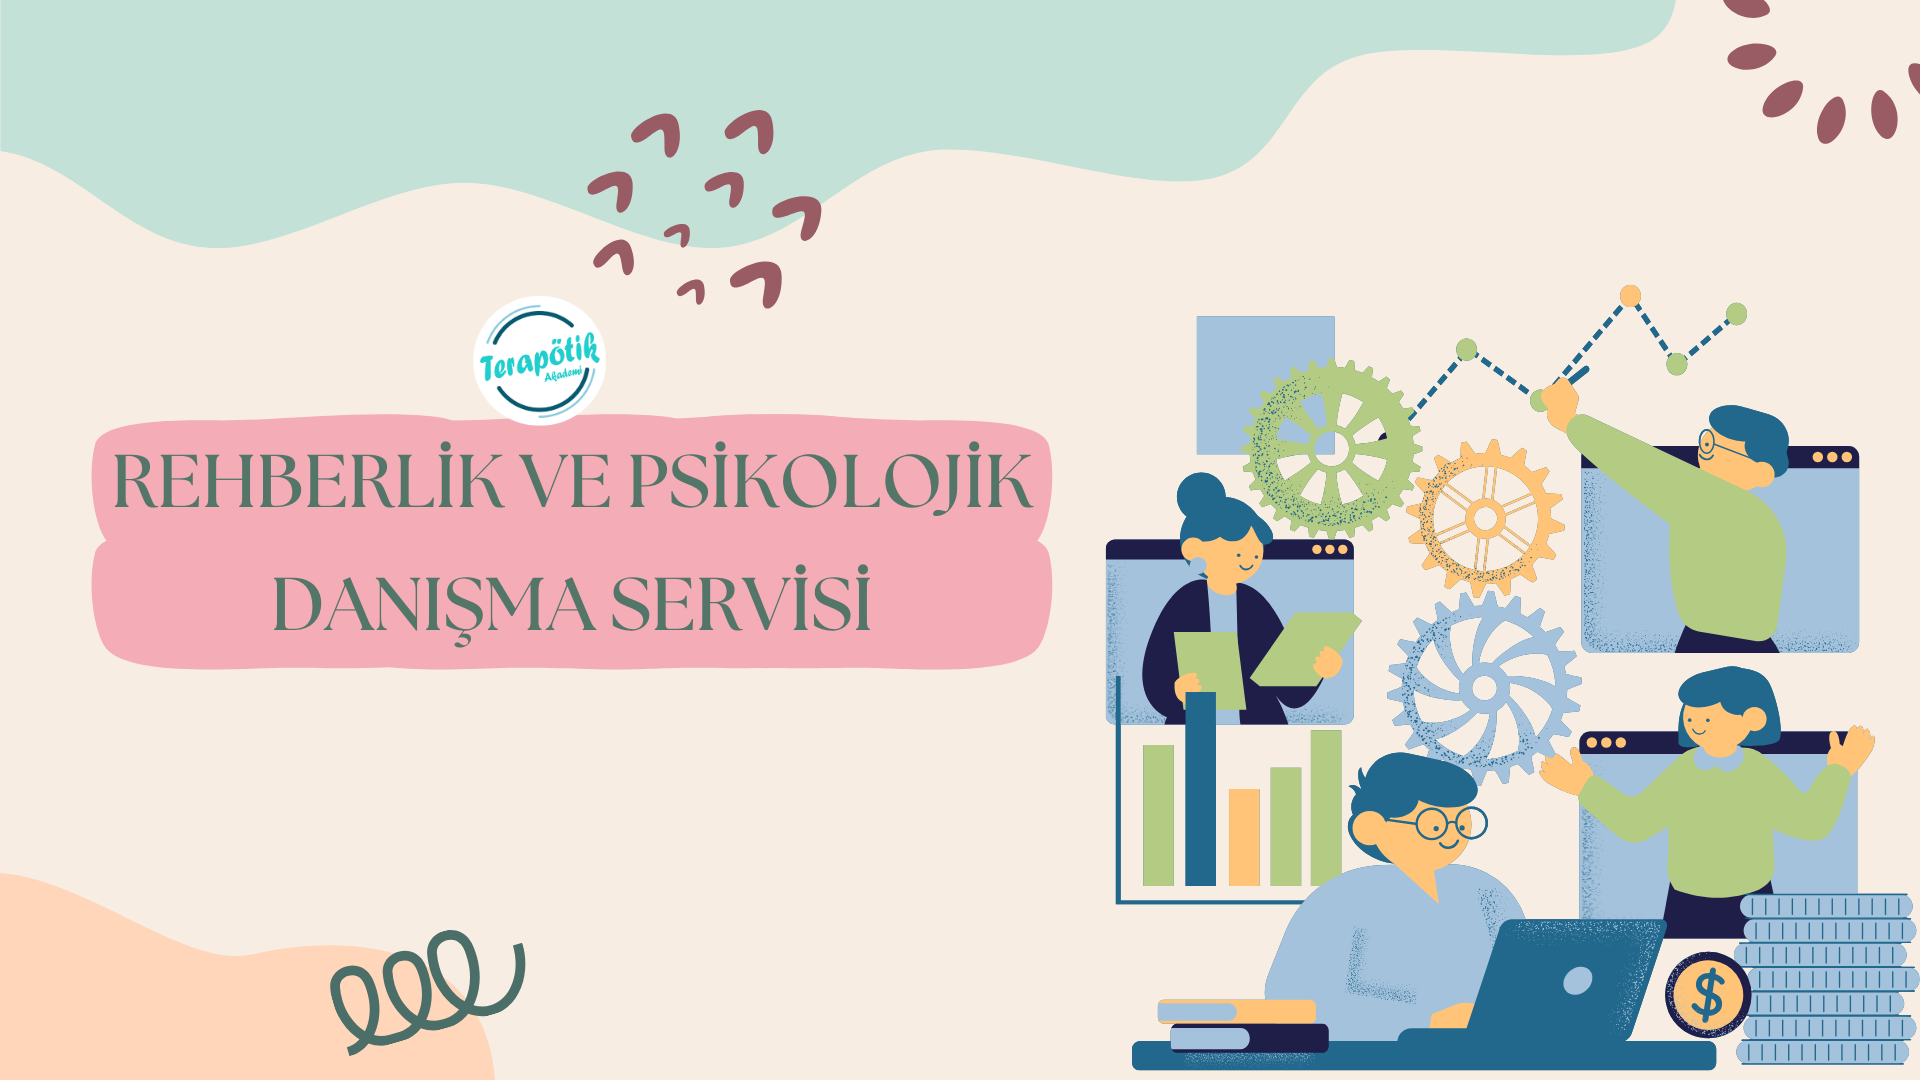 Terapötik
Akademi
REHBERLİK VE PSİKOLOJİK
DANIŞMA SERVİSİ
$